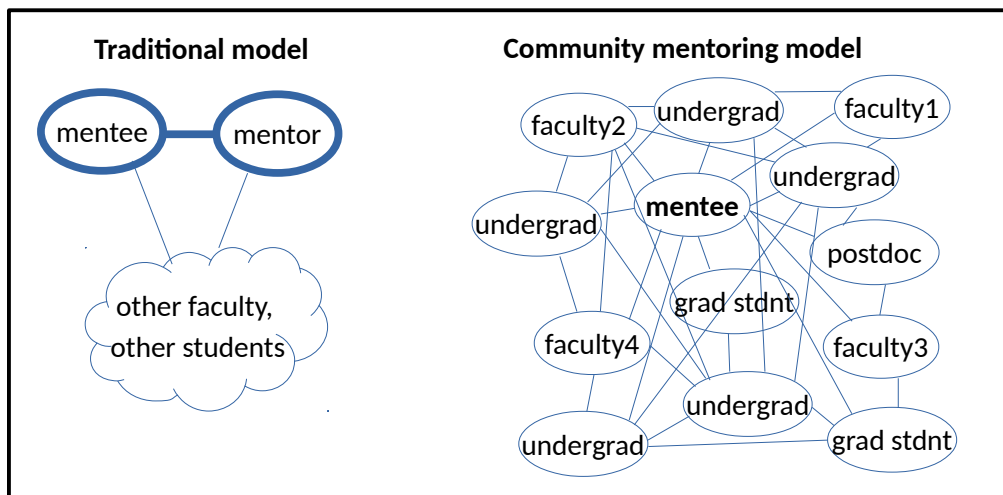 Traditional model
mentee
mentor
other faculty,
other students
Community mentoring model
undergrad
faculty1
faculty2
undergrad
mentee
undergrad
postdoc
grad stdnt
faculty4
faculty3
undergrad
undergrad
grad stdnt